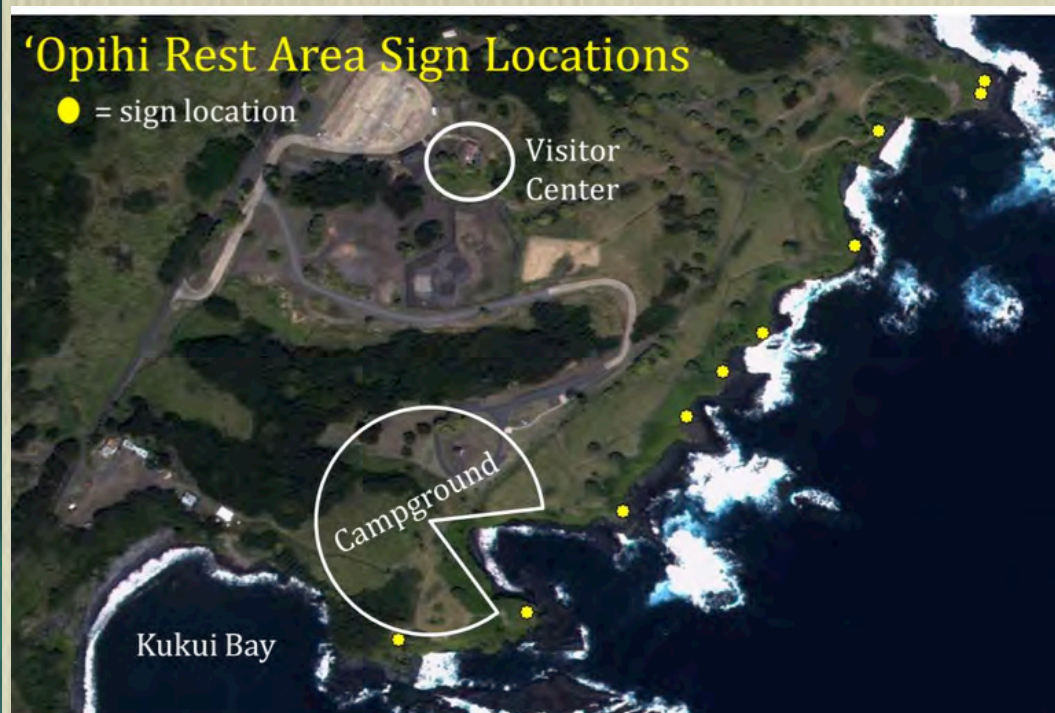 ‘Opihi Rest Area Sign Locations
= sign location
Visitor
Center
Campground
Kukui Bay